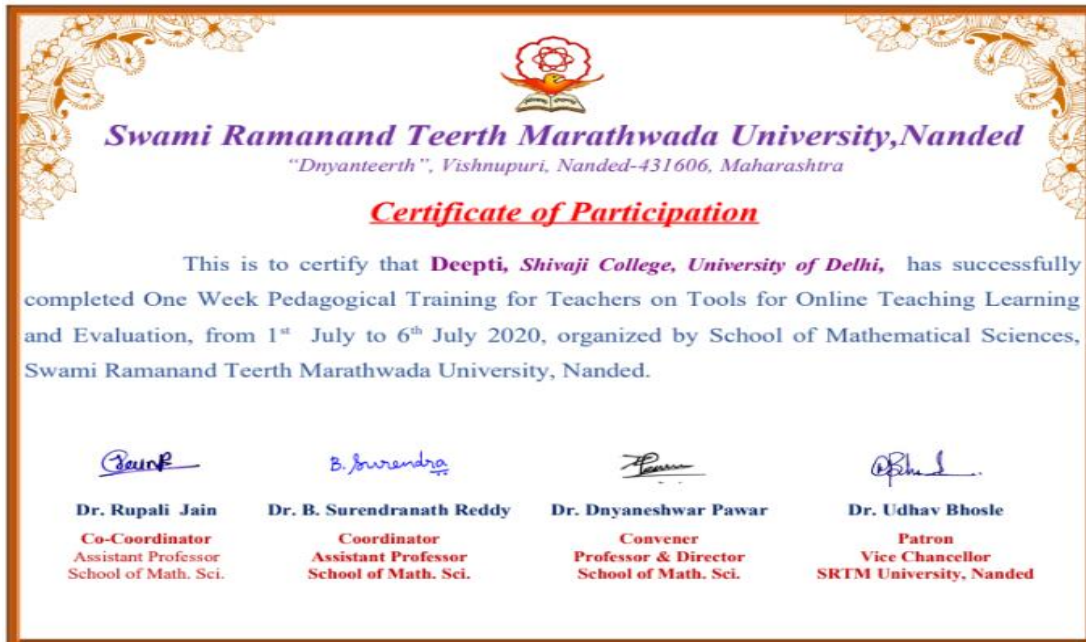 Swami Ramanand Teerth Marathwada University,Nanded
“Dnyanteerth”, Vishnupuri, Nanded-431606, Maharashtra
Certificate of Participation
This is to certify that Deepti, Shivaji College, University of Delhi, has successfully
completed One Week Pedagogical Training for Teachers on Tools for Online Teaching Learning
and Evaluation, from 1st July to 6th July 2020, organized by School of Mathematical Sciences,
Swami Ramanand Teerth Marathwada University, Nanded.
B. Surendra
Dr. Rupali Jain Dr. B. Surendranath Reddy Dr. Dnyaneshwar Pawar Dr. Udhav Bhosle
Co-Coordinator Coordinator Convener Patron
Assistant Professor Assistant Professor Professor & Director Vice Chancellor
School of Math. Sci. School of Math. Sci. School of Math. Sci. SRTM University, Nanded